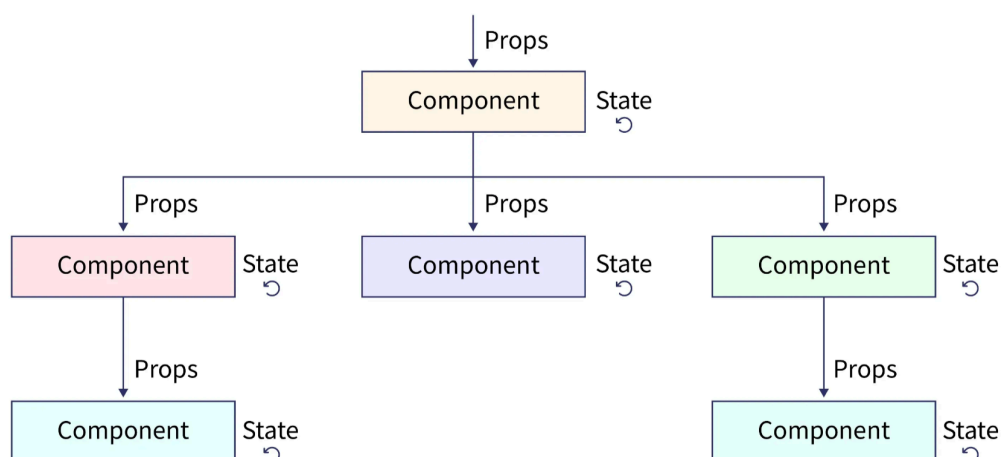 Props
Component State
Props Props Props
Component State Component State Component State
Props Props
Component State Component State